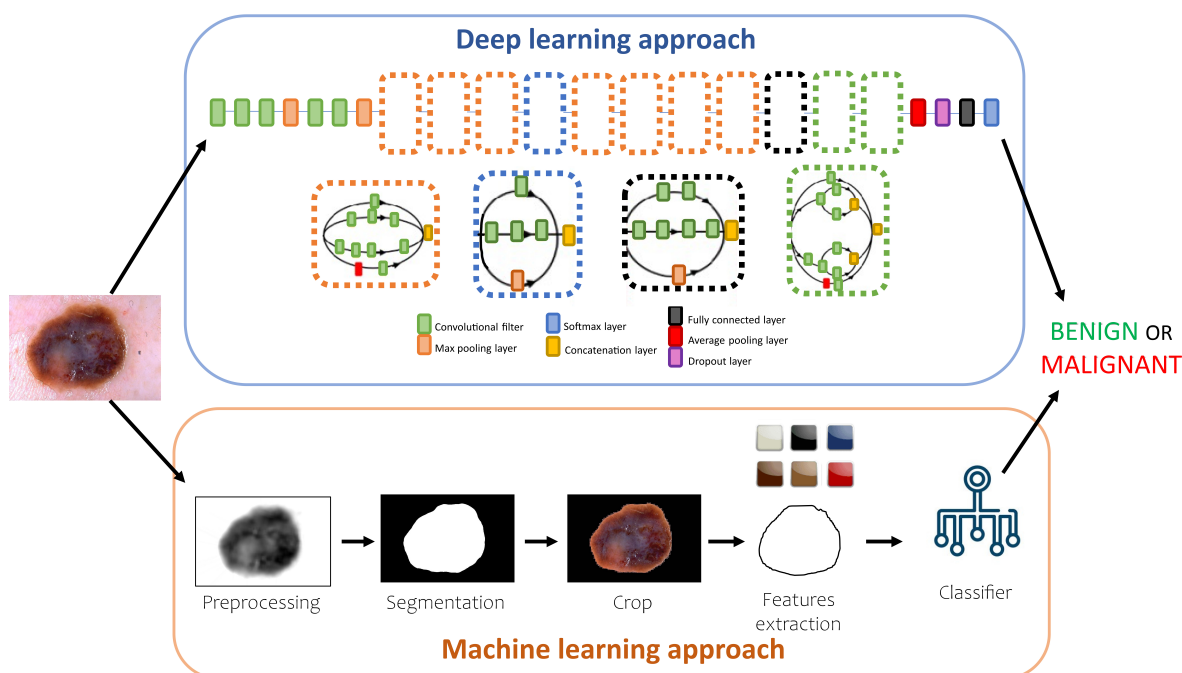 Deep learning approach
Convolutional filter
Max pooling layer
Softmax layer
Concatenation layer
Fully connected layer
Average pooling layer
Dropout layer
BENIGN OR
MALIGNANT
Preprocessing
Segmentation
Crop
Features
extraction
Classifier
Machine learning approach